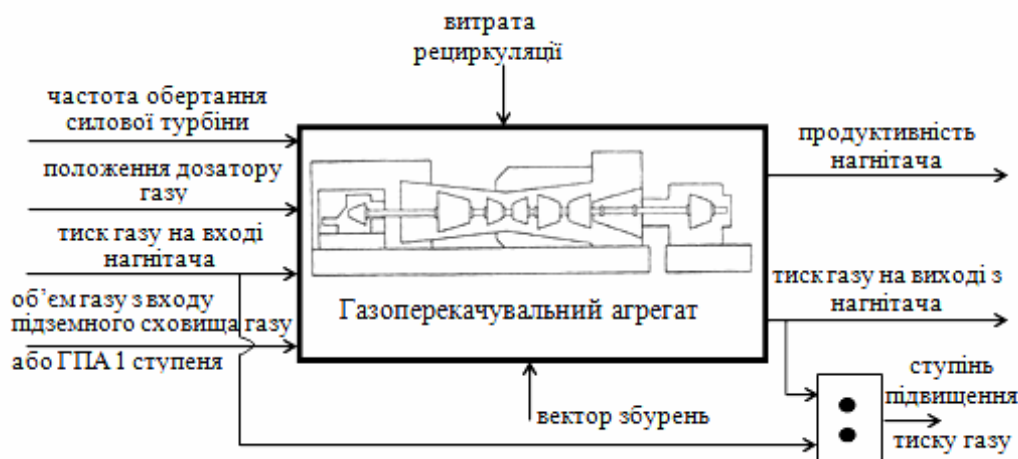 витрата
рециркуляції
частота обертання
силової турбіни
положення дозатору
газу
тиск газу на вході
нагнітача
об’єм газу з входу
підземного сховища газу
або ГПА 1 ступеня
Газоперекачувальний агрегат
вектор збурень
продуктивність
нагнітача
тиск газу на виході з
нагнітача
ступінь
підвищення
тиску газу